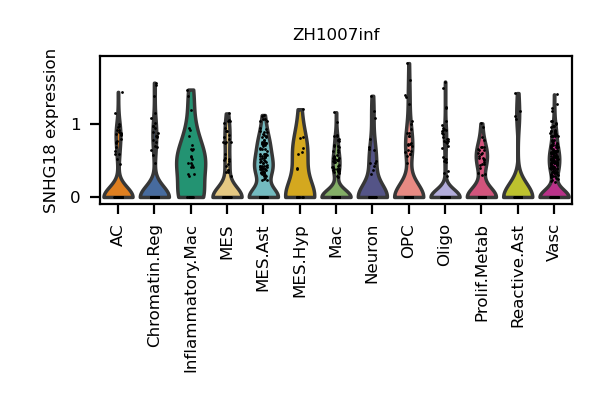 ZH1007inf
SNHG18 expression
1
0
AC
Chromatin.Reg
Inflammatory.Mac
MES
MES.Ast
MES.Hyp
Mac
Neuron
OPC
Oligo
Prolif.Metab
Reactive.Ast
Vasc